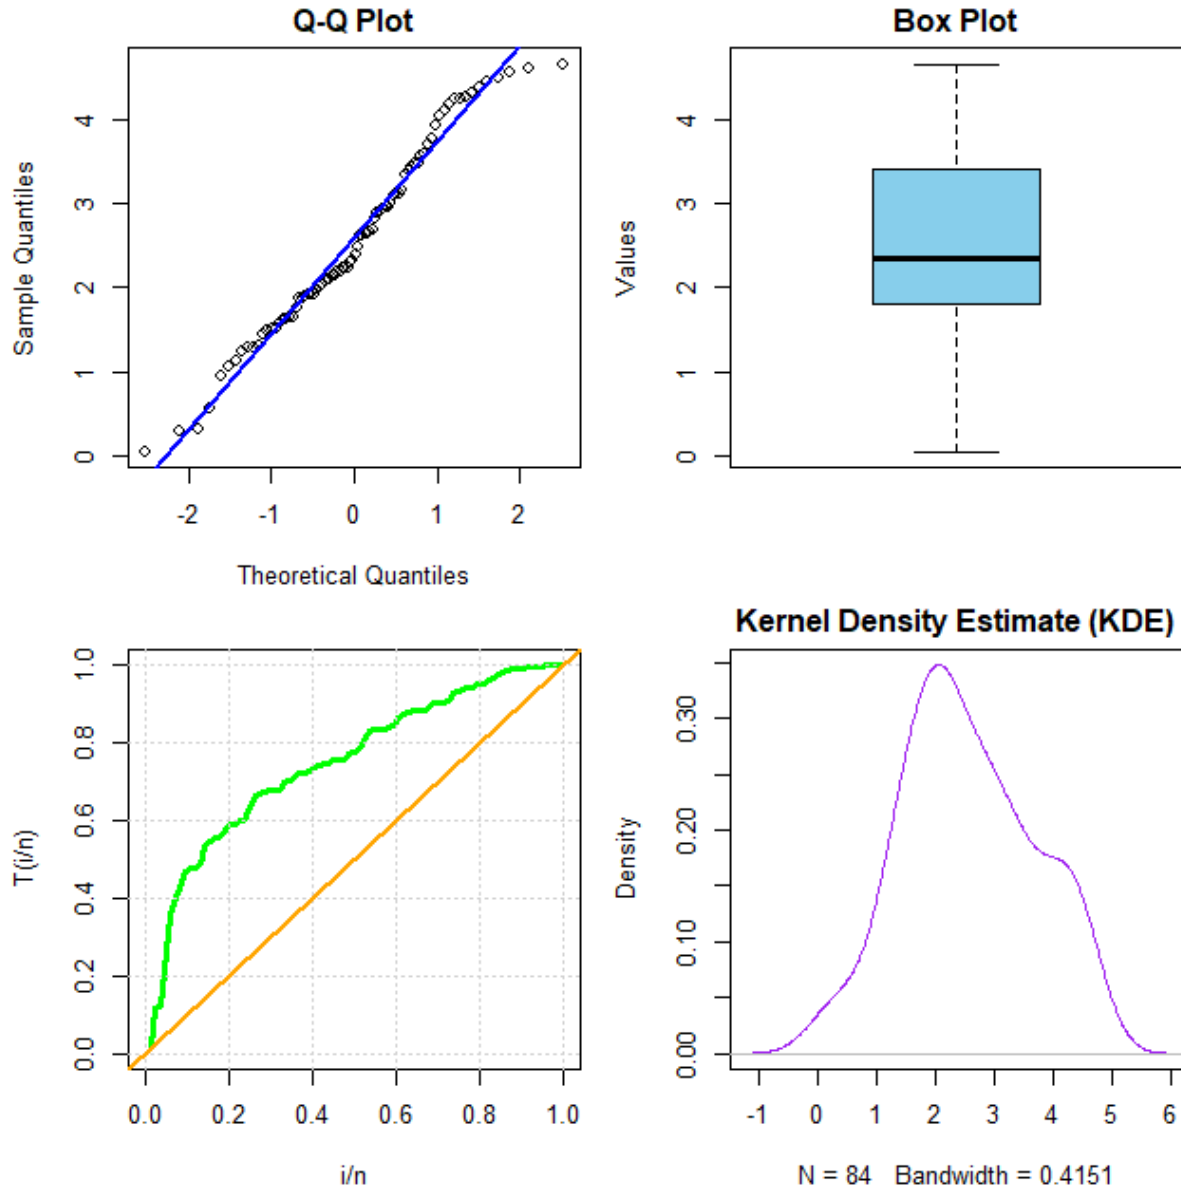 Q-Q Plot
Sample Quantiles
0 1 2 3 4
-2 -1 0 1 2
Theoretical Quantiles
Box Plot
Values
0 1 2 3 4
T(i/n)
0.0 0.2 0.4 0.6 0.8 1.0
0.0 0.2 0.4 0.6 0.8 1.0
i/n
Kernel Density Estimate (KDE)
Density
0.00 0.10 0.20 0.30
-1 0 1 2 3 4 5 6
N = 84 Bandwidth = 0.4151